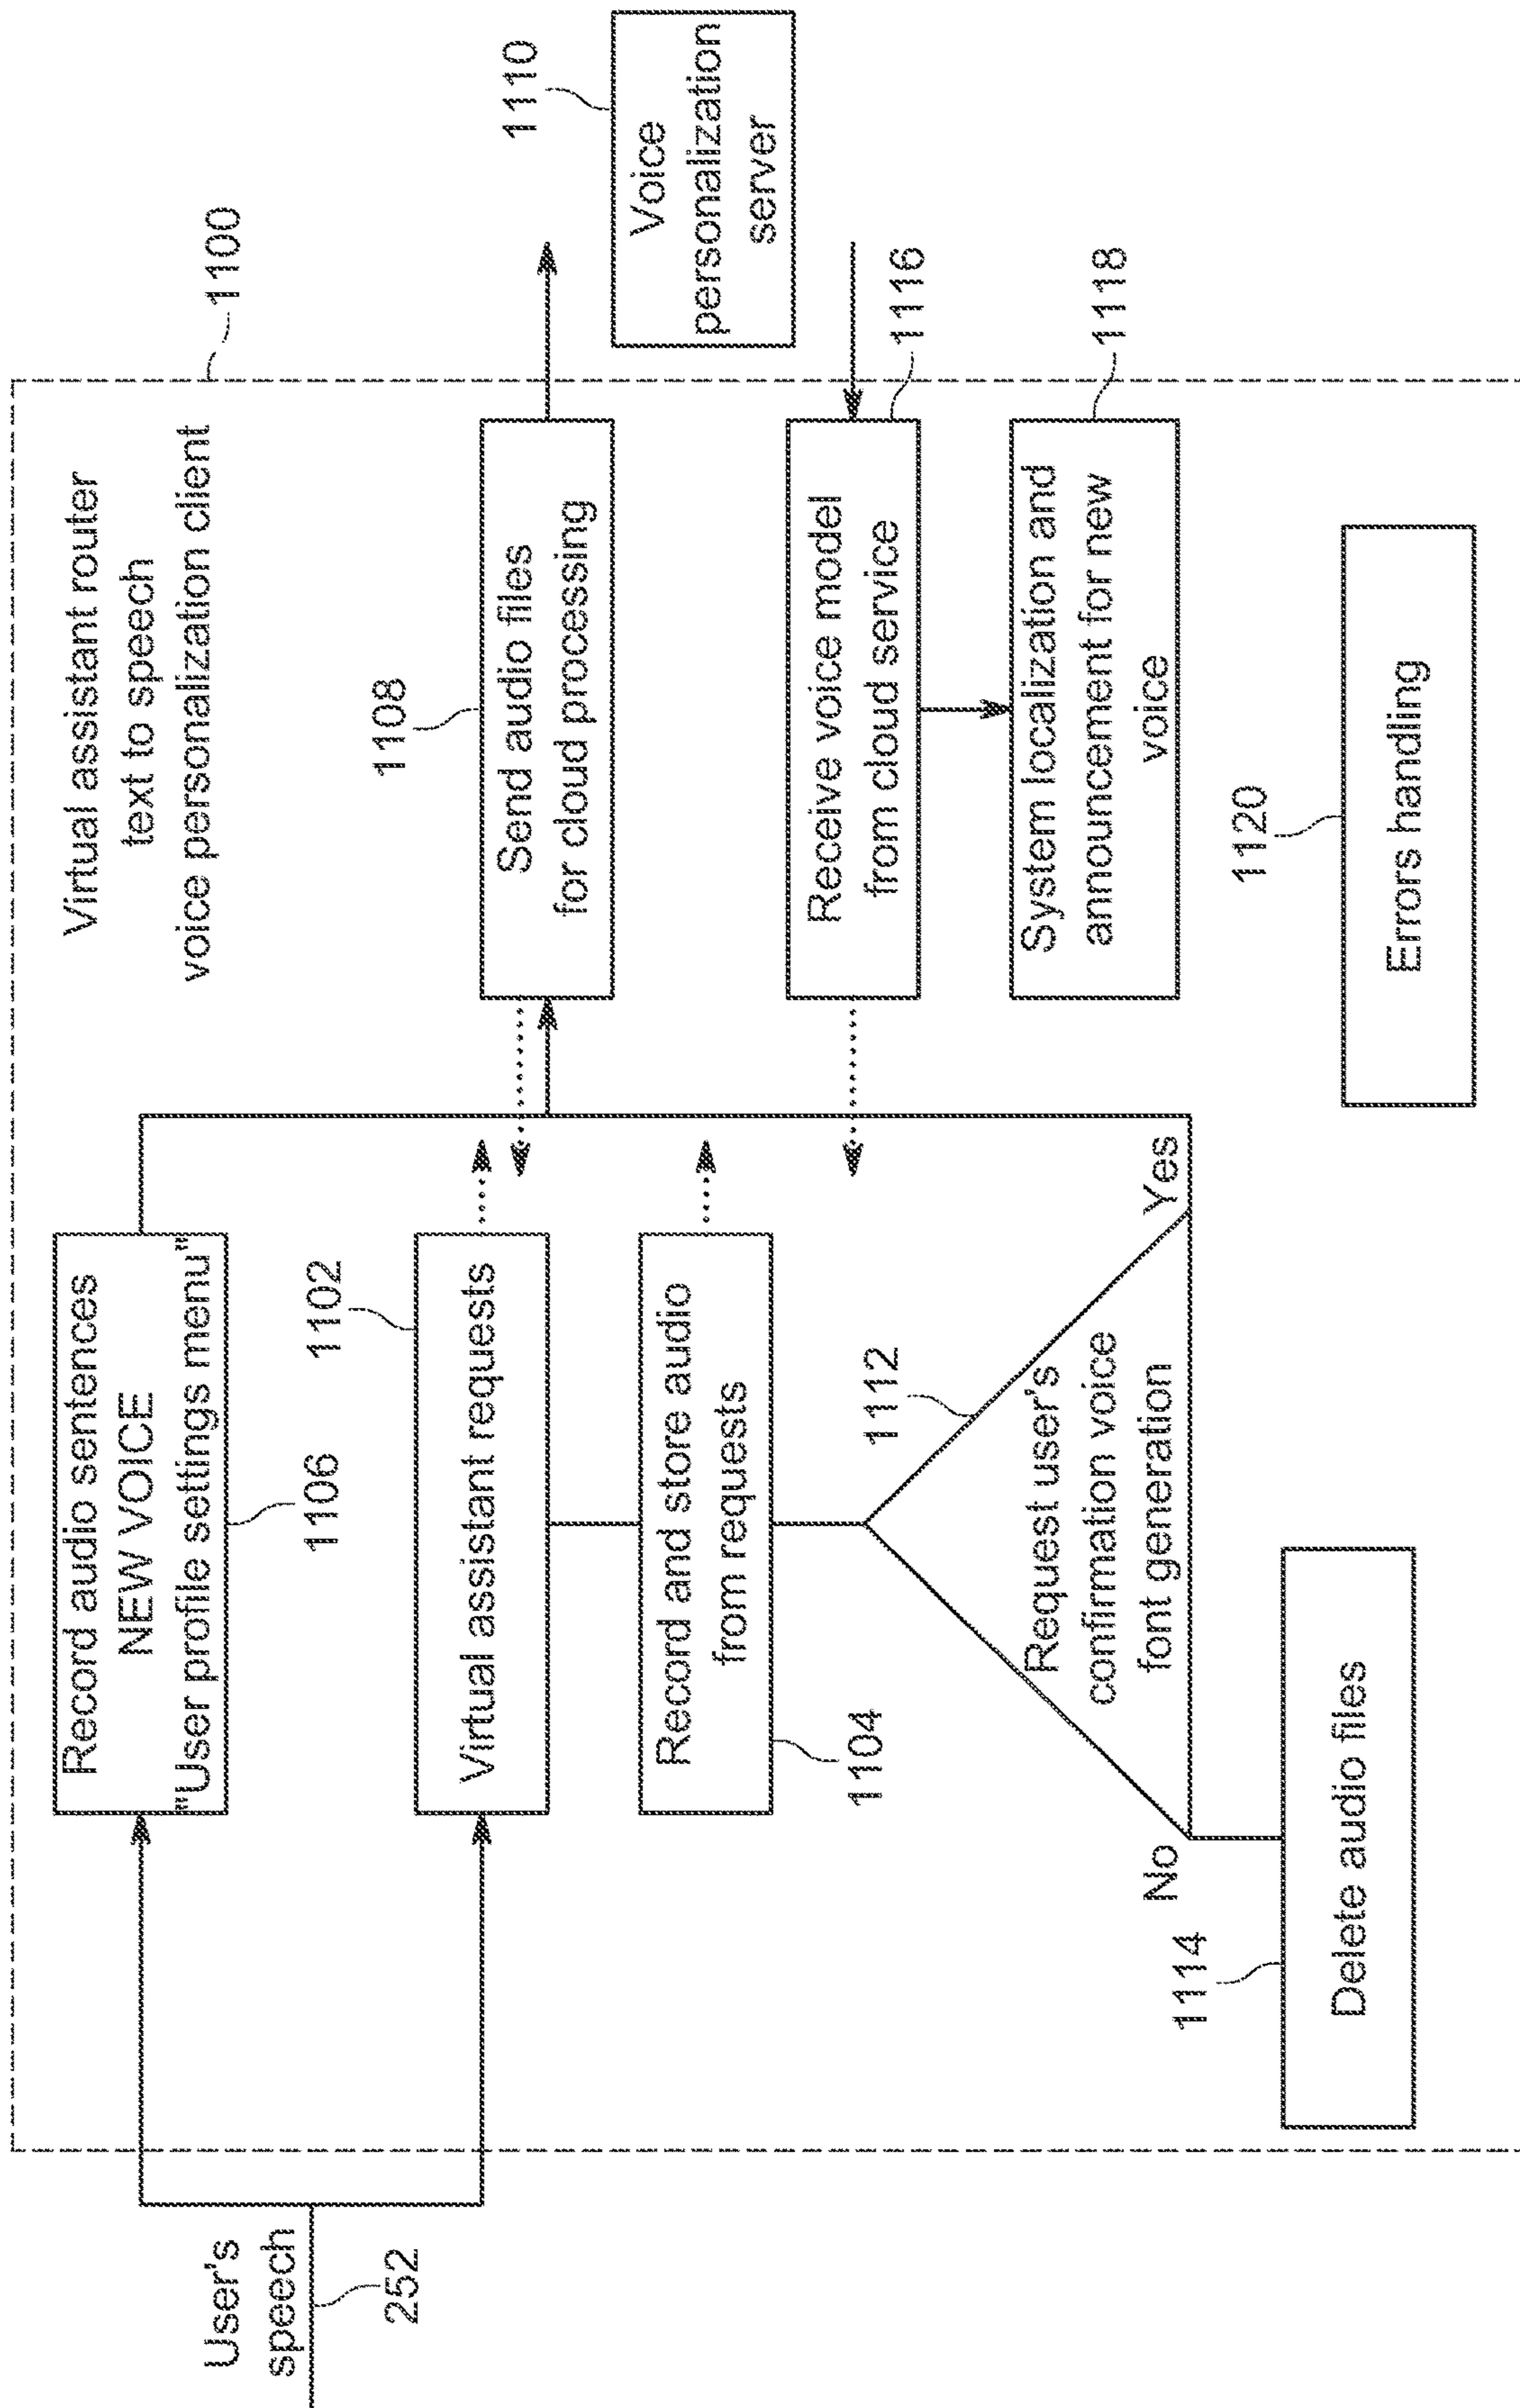 Virtual assistant router
text to speech
voice personalization client
1100
User's
speech
252
Record audio sentences
NEW VOICE
"User profile settings menu"
1106
1102
Virtual assistant requests
Record and store audio
from requests
1104
1112
Request user's
confirmation voice
font generation
Yes
No
1114
Delete audio files
1108
Send audio files
for cloud processing
1110
Voice
personalization
server
Receive voice model
from cloud service
1116
System localization and
announcement for new
voice
1118
1120
Errors handling